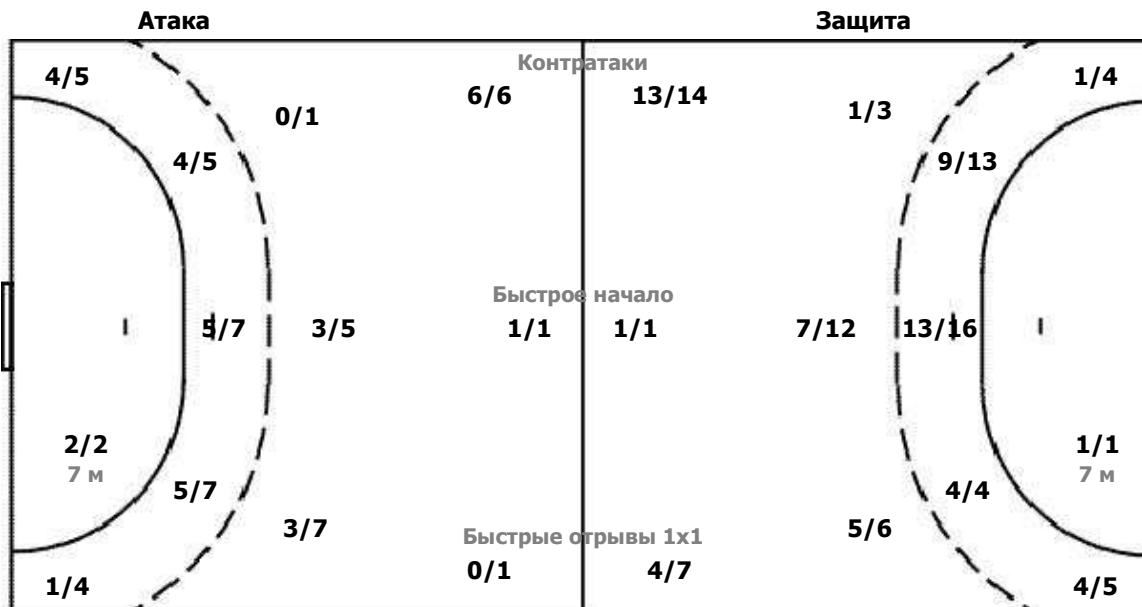 Атака Защита
Контратаки
4/5 0/1 6/6 13/14 1/3 1/4
4/5 9/13
Быстрое начало
5/7 3/5 1/1 1/1 7/12 13/16
2/2 1/1
7 м 7 м
5/7 4/4
3/7 Быстрые отрывы 1x1 5/6
1/4 0/1 4/7 4/5